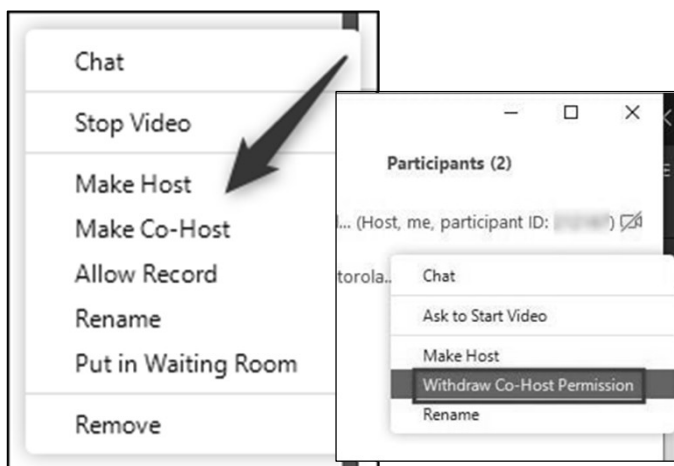 Chat
Stop Video
Make Host
Make Co-Host
Allow Record
Rename
Put in Waiting Room
Remove
Participants (2)
... (Host, me, participant ID: )
torola...
Chat
Ask to Start Video
Make Host
Withdraw Co-Host Permission
Rename